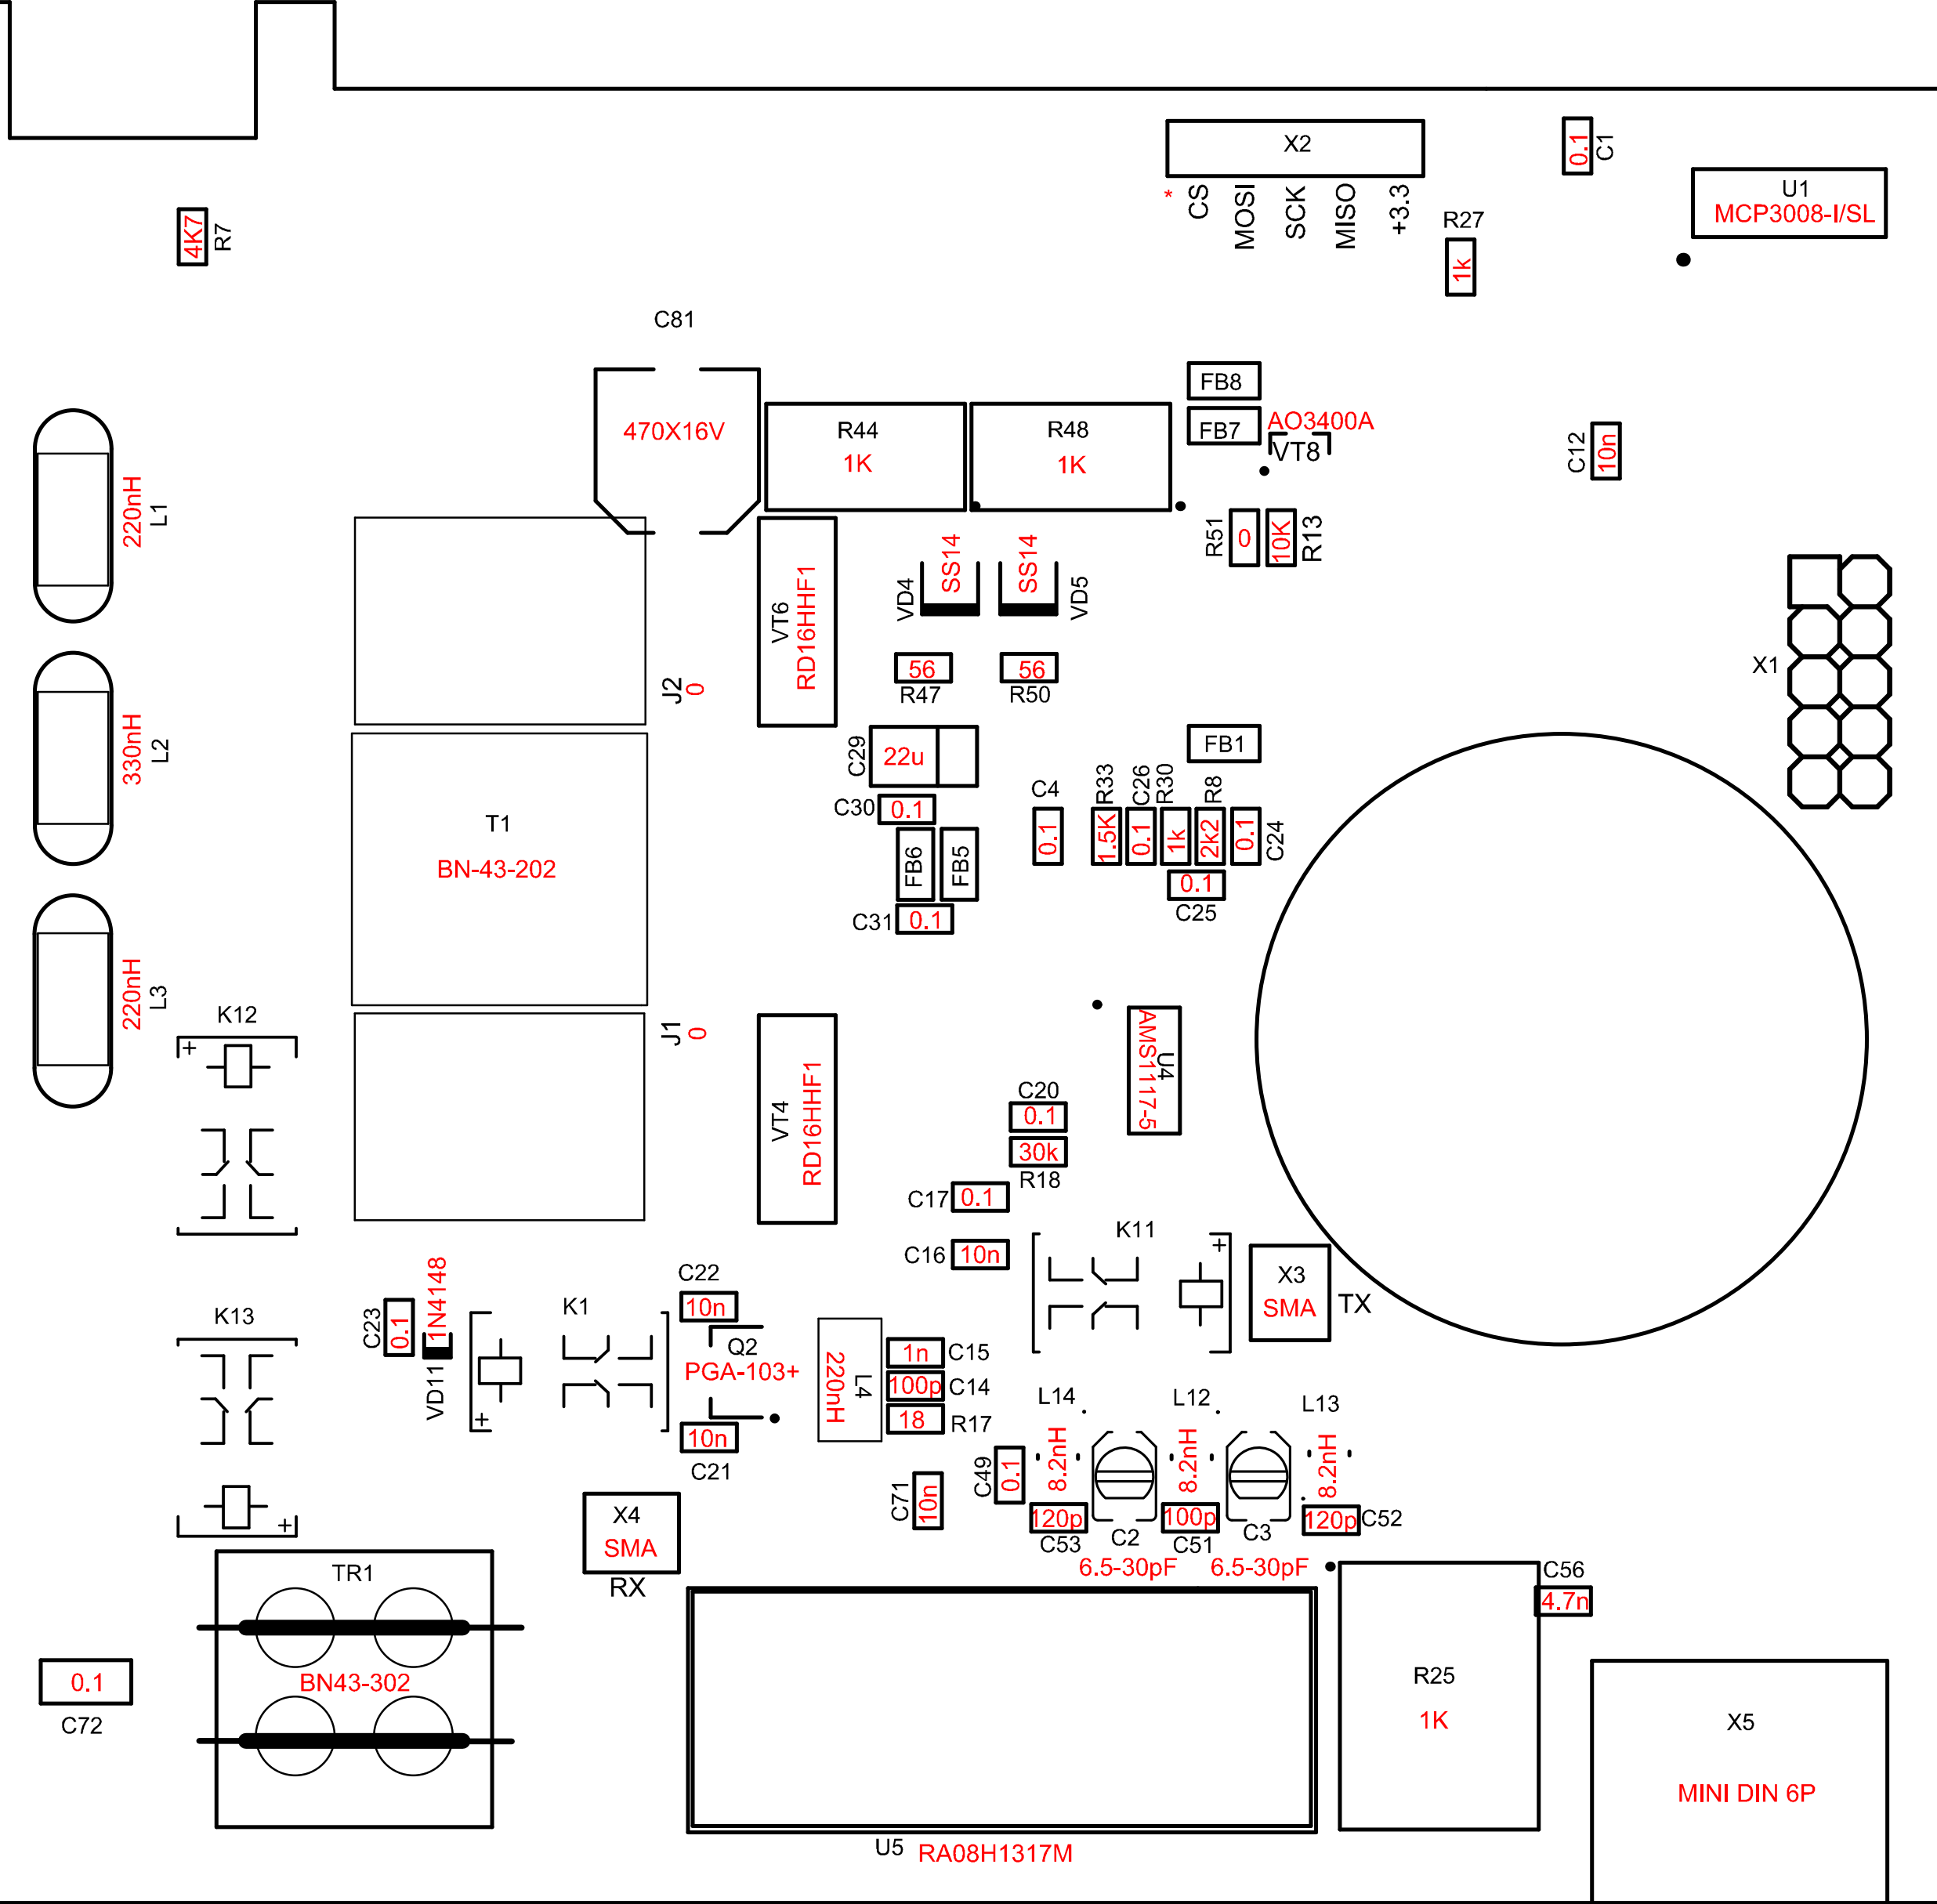 X2
* CS MOSI SCK MISO +3.3
0.1 C1
U1
MCP3008-I/SL
4K7 R7
R27
1k
C81
470X16V
R44
1K
R48
1K
FB8
FB7
AO3400A
VT8
C12 10n
220nH L1
R51 0 10K R13
VD4 SS14 SS14 VD5
VT6 RD16HHF1
56 56
R47 R50
J2 0
X1
330nH L2
C29 22u
FB1
C30 0.1
T1
BN-43-202
FB6 FB5
C4 R33 C26 R30 R8
0.1 1.5K 0.1 1k 2k2 0.1 C24
0.1
C25
C31 0.1
220nH L3
K12
+
J1 0
VT4 RD16HHF1
AMS1117-5 U4
C20
0.1
30k
R18
C17 0.1
C16 10n
K11
+
X3
SMA
TX
K13
C23 0.1 1N4148
VD11
K1
+
C22
10n
Q2
PGA-103+
10n
C21
220nH L4
1n C15
100p C14
18 R17
L14 L12 L13
C49 0.1 8.2nH 8.2nH 8.2nH
C71 10n
120p 100p 120p C52
C53 C2 C51 C3
6.5-30pF 6.5-30pF
+
X4
SMA
RX
TR1
BN43-302
C56
4.7n
0.1
C72
R25
1K
X5
MINI DIN 6P
U5 RA08H1317M